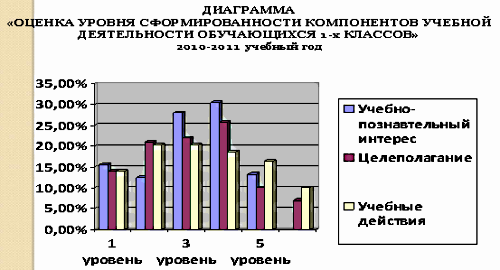 ДИАГРАММА
«ОЦЕНКА УРОВНЯ СФОРМИРОВАННОСТИ КОМПОНЕНТОВ УЧЕБНОЙ
ДЕЯТЕЛЬНОСТИ ОБУЧАЮЩИХСЯ 1-х КЛАССОВ»
2010-2011 учебный год
35,00%
30,00%
25,00%
20,00%
15,00%
10,00%
5,00%
0,00%
1 уровень
3 уровень
5 уровень
Учебно-
познавтельный
интерес
Целеполагание
Учебные
действия